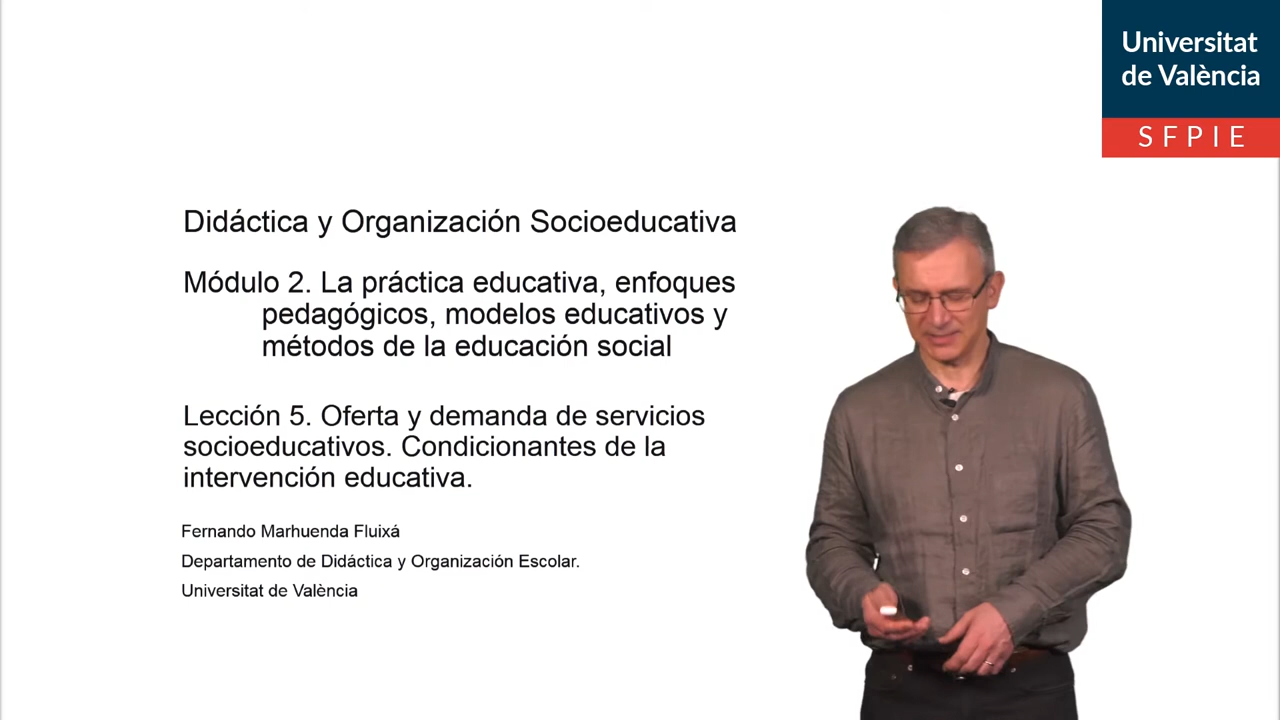 Universitat
de València
SFPIE
Didáctica y Organización Socioeducativa
Módulo 2. La práctica educativa, enfoques
pedagógicos, modelos educativos y
métodos de la educación social
Lección 5. Oferta y demanda de servicios
socioeducativos. Condicionantes de la
intervención educativa.
Fernando Marhuenda Fluixá
Departamento de Didáctica y Organización Escolar.
Universitat de València